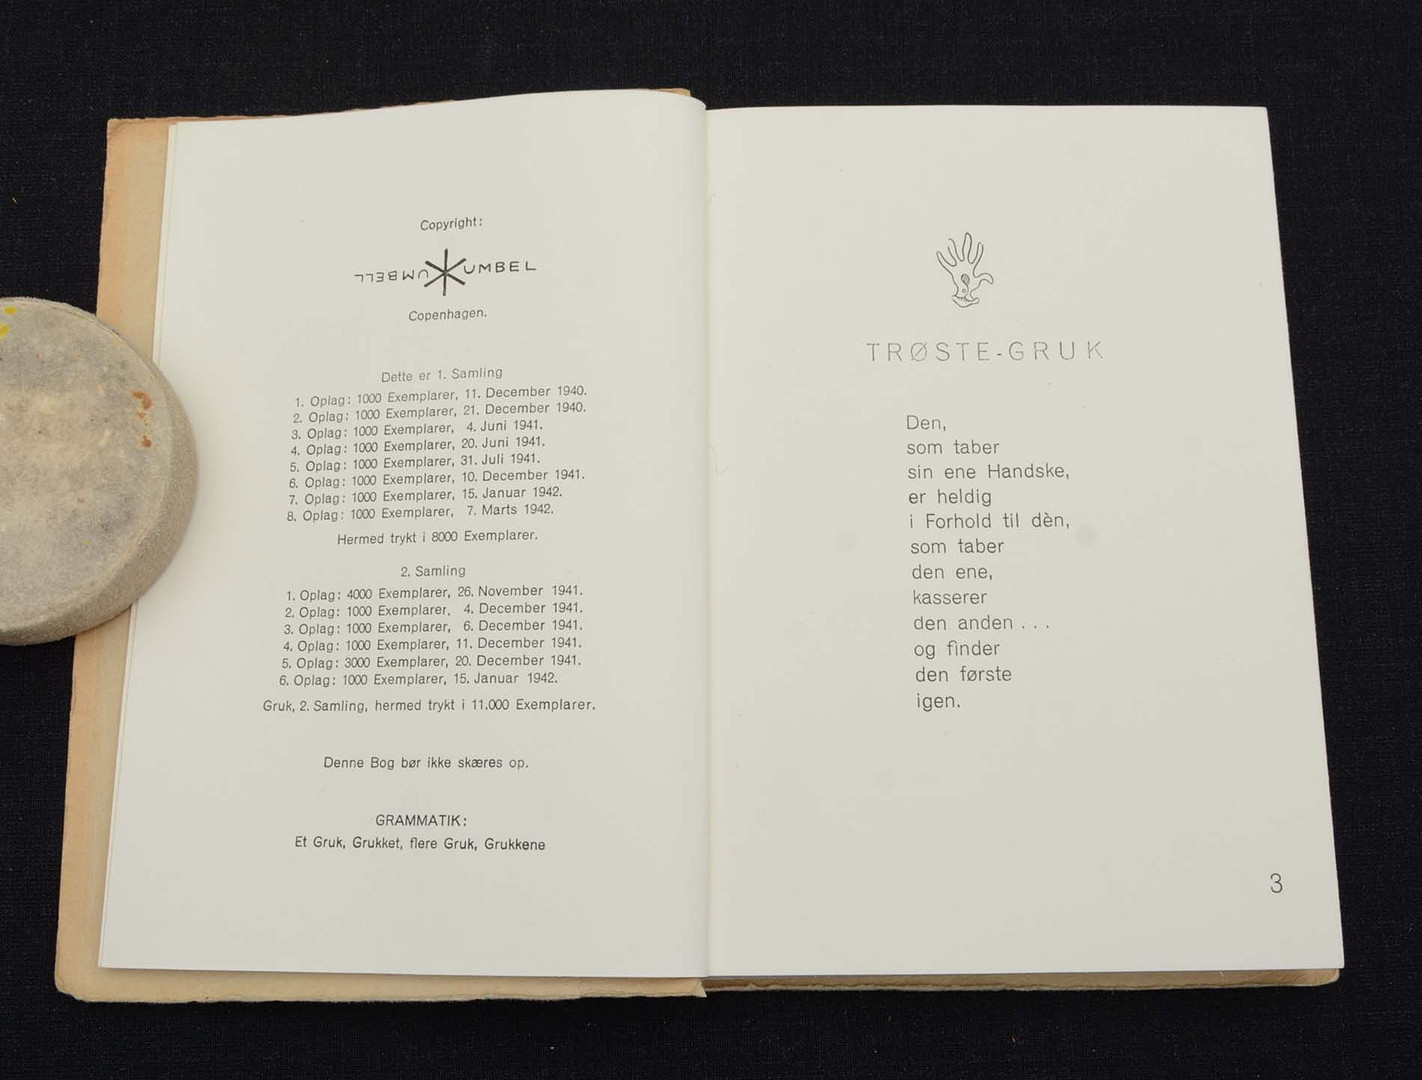 Copyright:
KUMBELL KUMBEL
Copenhagen.
Dette er 1. Samling
1. Oplag: 1000 Exemplarer, 11. December 1940.
2. Oplag: 1000 Exemplarer, 21. December 1940.
3. Oplag: 1000 Exemplarer, 4. Juni 1941.
4. Oplag: 1000 Exemplarer, 20. Juni 1941.
5. Oplag: 1000 Exemplarer, 31. Juli 1941.
6. Oplag: 1000 Exemplarer, 10. December 1941.
7. Oplag: 1000 Exemplarer, 15. Januar 1942.
8. Oplag: 1000 Exemplarer, 7. Marts 1942.
Hermed trykt i 8000 Exemplarer.
2. Samling
1. Oplag: 4000 Exemplarer, 26. November 1941.
2. Oplag: 1000 Exemplarer, 4. December 1941.
3. Oplag: 1000 Exemplarer, 6. December 1941.
4. Oplag: 1000 Exemplarer, 11. December 1941.
5. Oplag: 3000 Exemplarer, 20. December 1941.
6. Oplag: 1000 Exemplarer, 15. Januar 1942.
Gruk, 2. Samling, hermed trykt i 11.000 Exemplarer.
Denne Bog bør ikke skæres op.
GRAMMATIK:
Et Gruk, Grukket, flere Gruk, Grukkene
TRØSTE-GRUK
Den,
som taber
sin ene Handske,
er heldig
i Forhold til dèn,
som taber
den ene,
kasserer
den anden . . .
og finder
den første
igen.
3